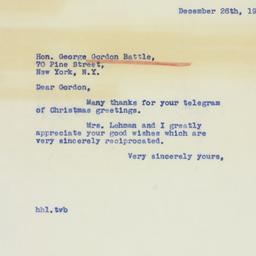 December 26th, 19
Hon. George Gordon Battle,
70 Pine Street,
New York, N.Y.
Dear Gordon,
Many thanks for your telegram
of Christmas greetings.
Mrs. Lehman and I greatly
appreciate your good wishes which are
very sincerely reciprocated.
Very sincerely yours,
hhl.twb